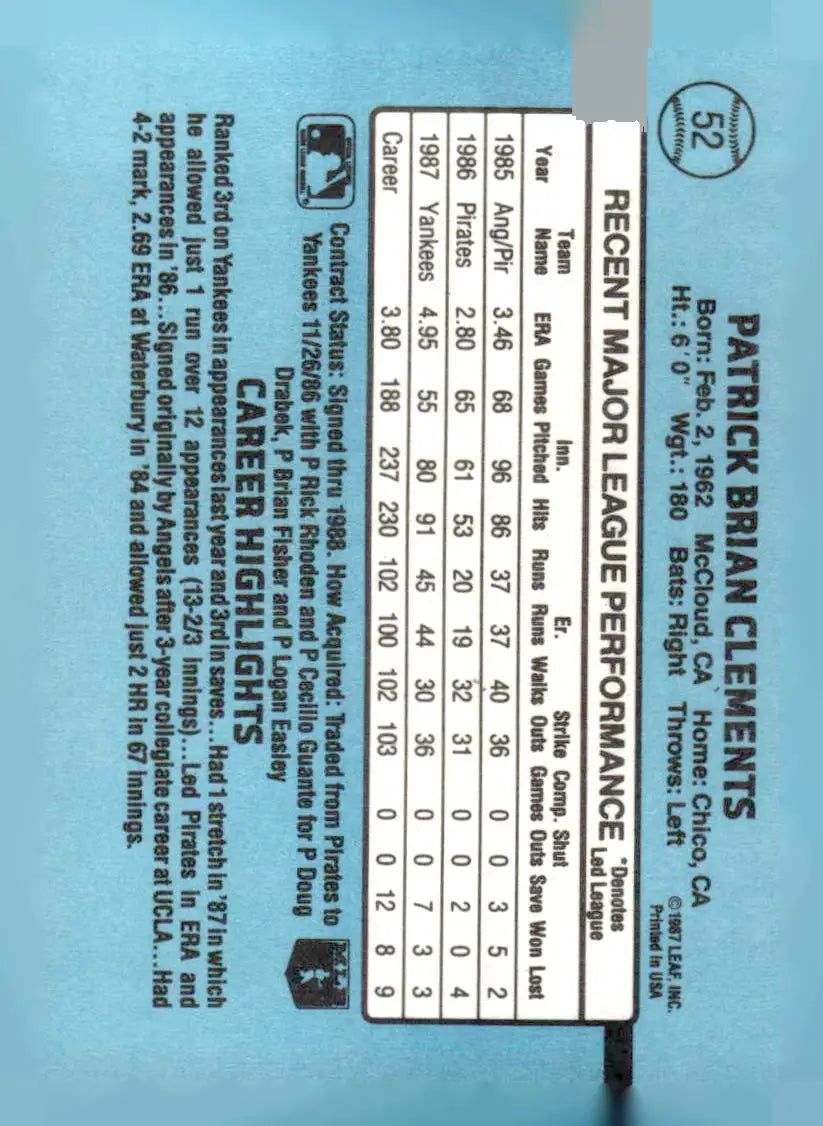 52
PATRICK BRIAN CLEMENTS
Born: Feb. 2, 1962 McCloud, CA Home: Chico, CA
Ht.: 6'0" Wgt.: 180 Bats: Right Throws: Left
©1987 LEAF, INC.
Printed in USA
RECENT MAJOR LEAGUE PERFORMANCE *Denotes Led League
Team Inn. Er. Strike Comp. Shut
Year Name ERA Games Pitched Hits Runs Runs Walks Outs Games Outs Save Won Lost
1985 Ang/Pir 3.46 68 96 86 37 37 40 36 0 0 3 5 2
1986 Pirates 2.80 65 61 53 20 19 32 31 0 0 2 0 4
1987 Yankees 4.95 55 80 91 45 44 30 36 0 0 7 3 3
Career 3.80 188 237 230 102 100 102 103 0 0 12 8 9
Contract Status: Signed thru 1988. How Acquired: Traded from Pirates to
Yankees 11/26/86 with P Rick Rhoden and P Cecilio Guante for P Doug
Drabek, P Brian Fisher and P Logan Easley
MLB
CAREER HIGHLIGHTS
Ranked 3rd on Yankees in appearances last year and 3rd in saves...Had 1 stretch in '87 in which
he allowed just 1 run over 12 appearances (13-2/3 innings)...Led Pirates in ERA and
appearances in '86...Signed originally by Angels after 3-year collegiate career at UCLA...Had
4-2 mark, 2.69 ERA at Waterbury in '84 and allowed just 2 HR in 67 innings.